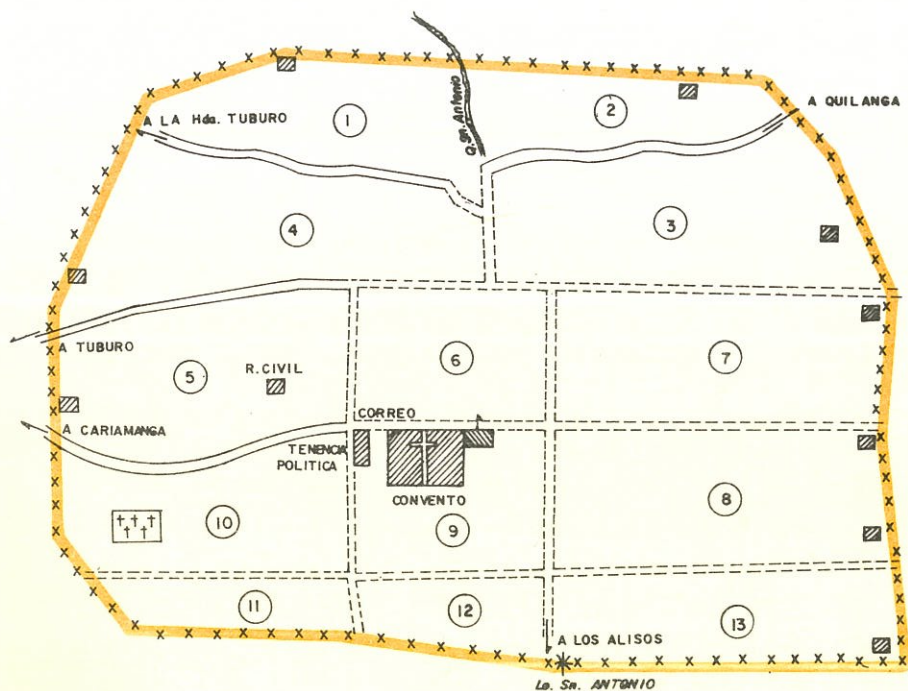 A LA Hda. TUBURO
1
Q. Sn. Antonio
2
A QUILANGA
4
3
A TUBURO
5
R. CIVIL
6
7
A CARIAMANGA
CORREO
TENENCIA
POLITICA
CONVENTO
10
9
8
11
12
13
A LOS ALISOS
Lo. Sn. ANTONIO